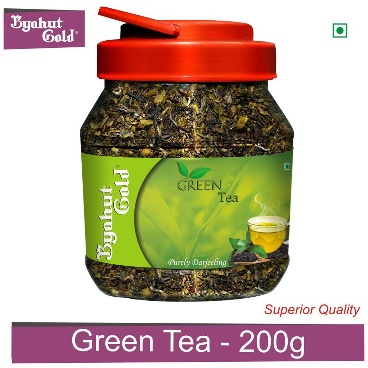 Byahut
Gold®
GREEN
Tea
Byahut
Gold
Purely Darjeeling
Superior Quality
Green Tea - 200g